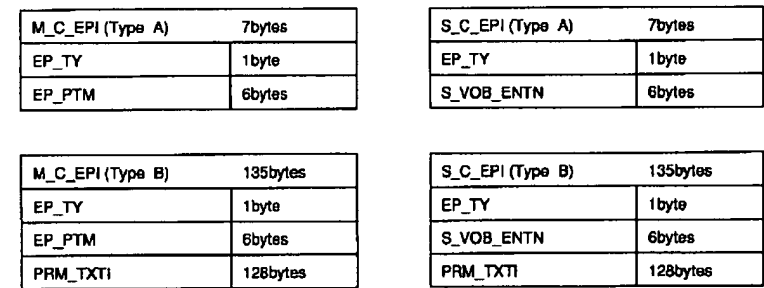 M_C_EPI (Type A) 7bytes
EP_TY 1byte
EP_PTM 6bytes
S_C_EPI (Type A) 7bytes
EP_TY 1byte
S_VOB_ENTN 6bytes
M_C_EPI (Type B) 135bytes
EP_TY 1byte
EP_PTM 6bytes
PRM_TXTI 128bytes
S_C_EPI (Type B) 135bytes
EP_TY 1byte
S_VOB_ENTN 6bytes
PRM_TXTI 128bytes